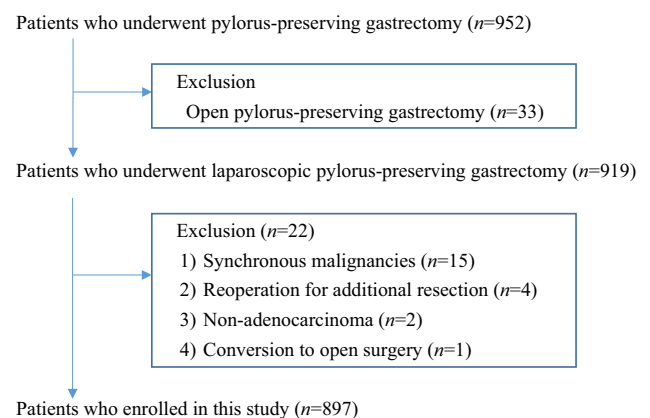 Patients who underwent pylorus-preserving gastrectomy (n=952)
Exclusion
Open pylorus-preserving gastrectomy (n=33)
Patients who underwent laparoscopic pylorus-preserving gastrectomy (n=919)
Exclusion (n=22)
1) Synchronous malignancies (n=15)
2) Reoperation for additional resection (n=4)
3) Non-adenocarcinoma (n=2)
4) Conversion to open surgery (n=1)
Patients who enrolled in this study (n=897)